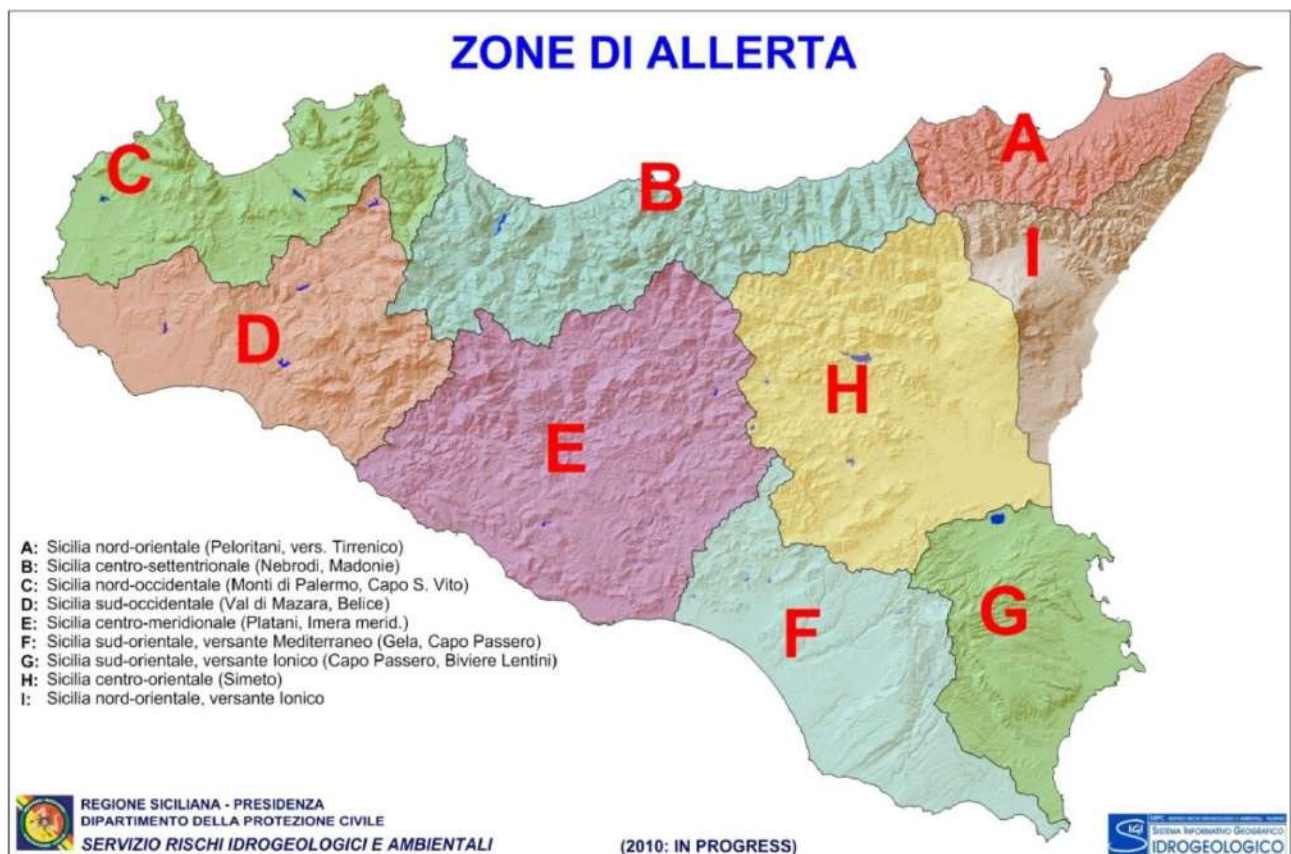 ZONE DI ALLERTA
C
B
A
I
D
H
E
G
F
A: Sicilia nord-orientale (Peloritani, vers. Tirrenico)
B: Sicilia centro-settentrionale (Nebrodi, Madonie)
C: Sicilia nord-occidentale (Monti di Palermo, Capo S. Vito)
D: Sicilia sud-occidentale (Val di Mazara, Belice)
E: Sicilia centro-meridionale (Platani, Imera merid.)
F: Sicilia sud-orientale, versante Mediterraneo (Gela, Capo Passero)
G: Sicilia sud-orientale, versante Ionico (Capo Passero, Biviere Lentini)
H: Sicilia centro-orientale (Simeto)
I: Sicilia nord-orientale, versante Ionico
REGIONE SICILIANA - PRESIDENZA
DIPARTIMENTO DELLA PROTEZIONE CIVILE
SERVIZIO RISCHI IDROGEOLOGICI E AMBIENTALI
(2010: IN PROGRESS)
SIGI
SISTEMA INFORMATIVO GEOGRAFICO
IDROGEOLOGICO